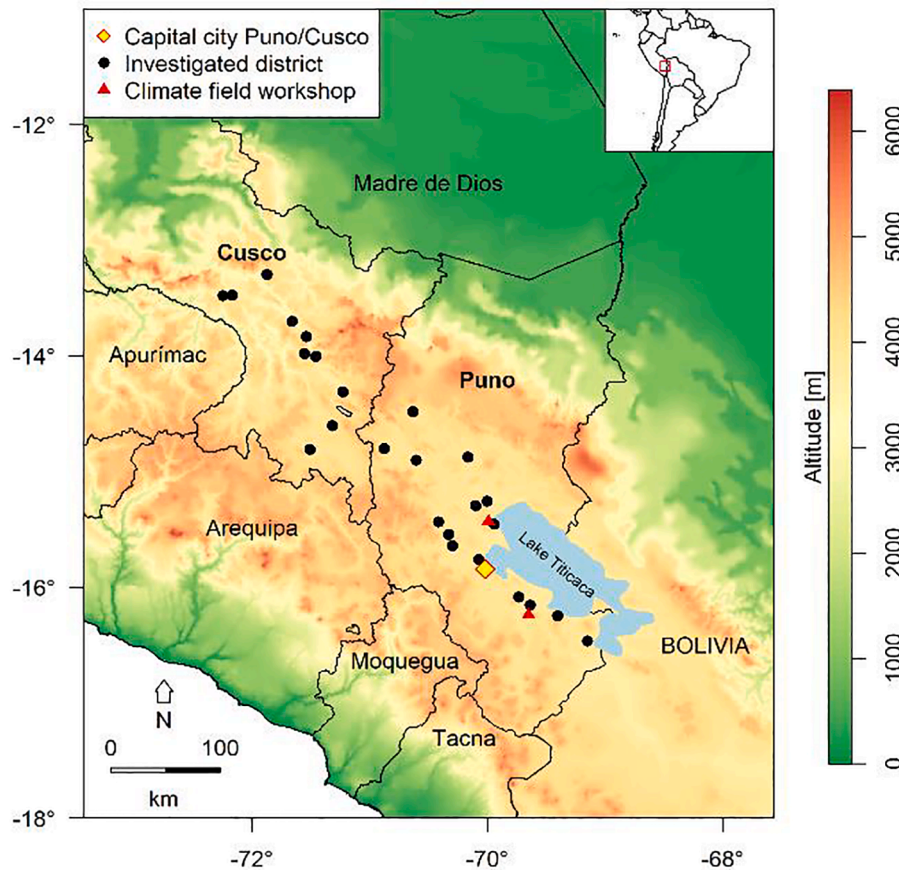 Capital city Puno/Cusco
Investigated district
Climate field workshop
-12°
Madre de Dios
Cusco
-14°
Apurímac
Puno
Arequipa
Lake Titicaca
-16°
BOLIVIA
Moquegua
N
Tacna
0 100
km
-18°
-72° -70° -68°
6000
5000
4000
3000
2000
1000
0
Altitude [m]